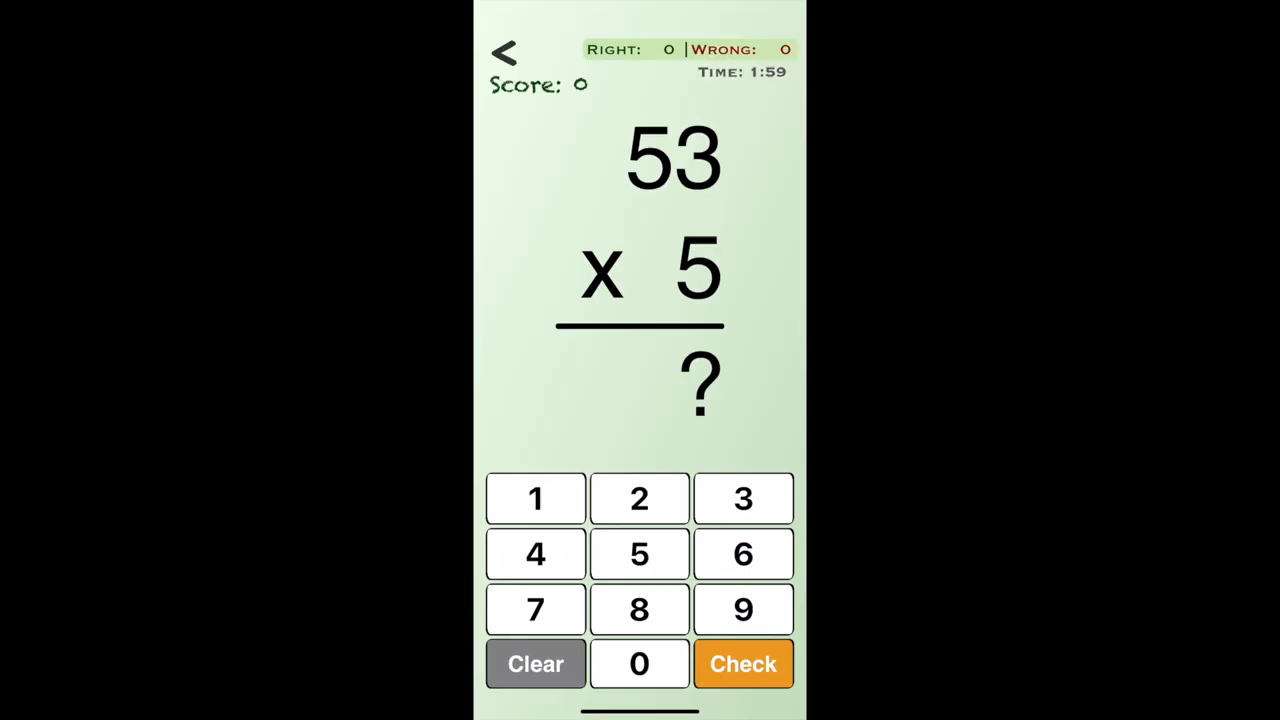 <
RIGHT: 0 |WRONG: 0
TIME: 1:59
Score: 0
53
x 5
?
1 2 3
4 5 6
7 8 9
Clear 0 Check